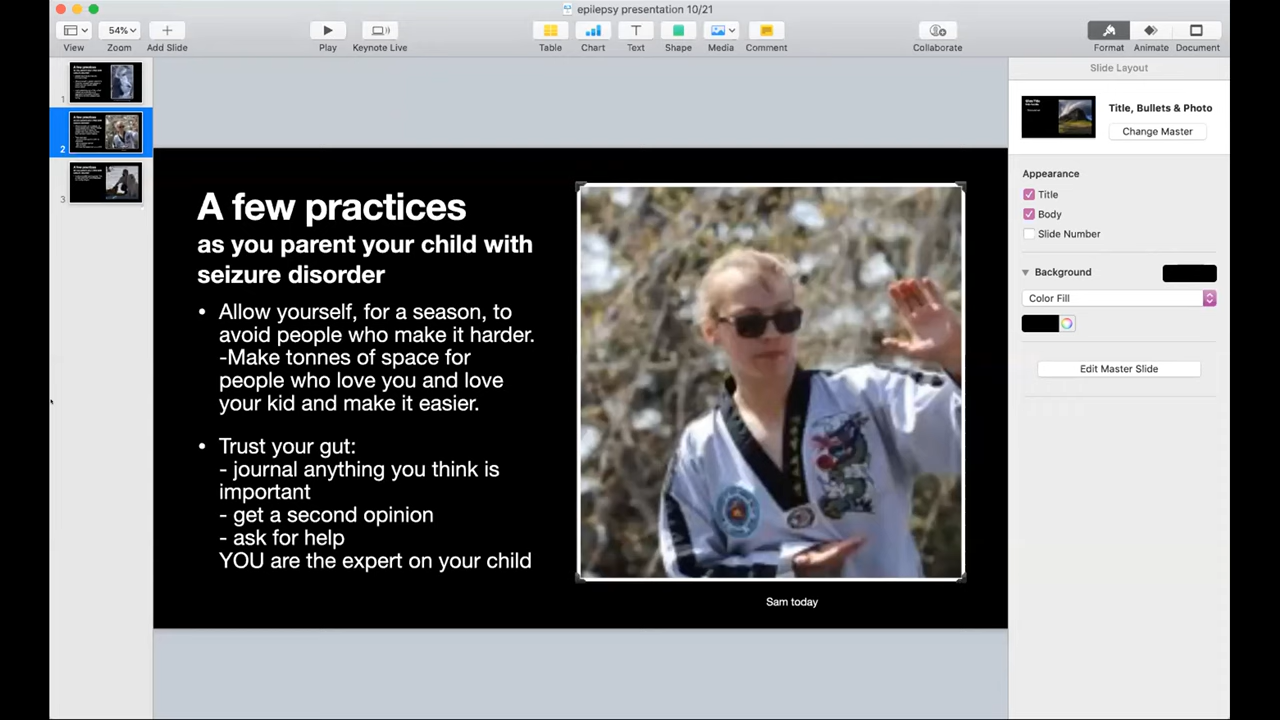 epilepsy presentation 10/21
View
54%
Zoom
Add Slide
Play
Keynote Live
Table
Chart
Text
Shape
Media
Comment
Collaborate
Format
Animate
Document
1
2
3
A few practices
as you parent your child with
seizure disorder
• Allow yourself, for a season, to
avoid people who make it harder.
-Make tonnes of space for
people who love you and love
your kid and make it easier.
• Trust your gut:
- journal anything you think is
important
- get a second opinion
- ask for help
YOU are the expert on your child
Sam today
Slide Layout
Title, Bullets & Photo
Change Master
Appearance
Title
Body
Slide Number
Background
Color Fill
Edit Master Slide